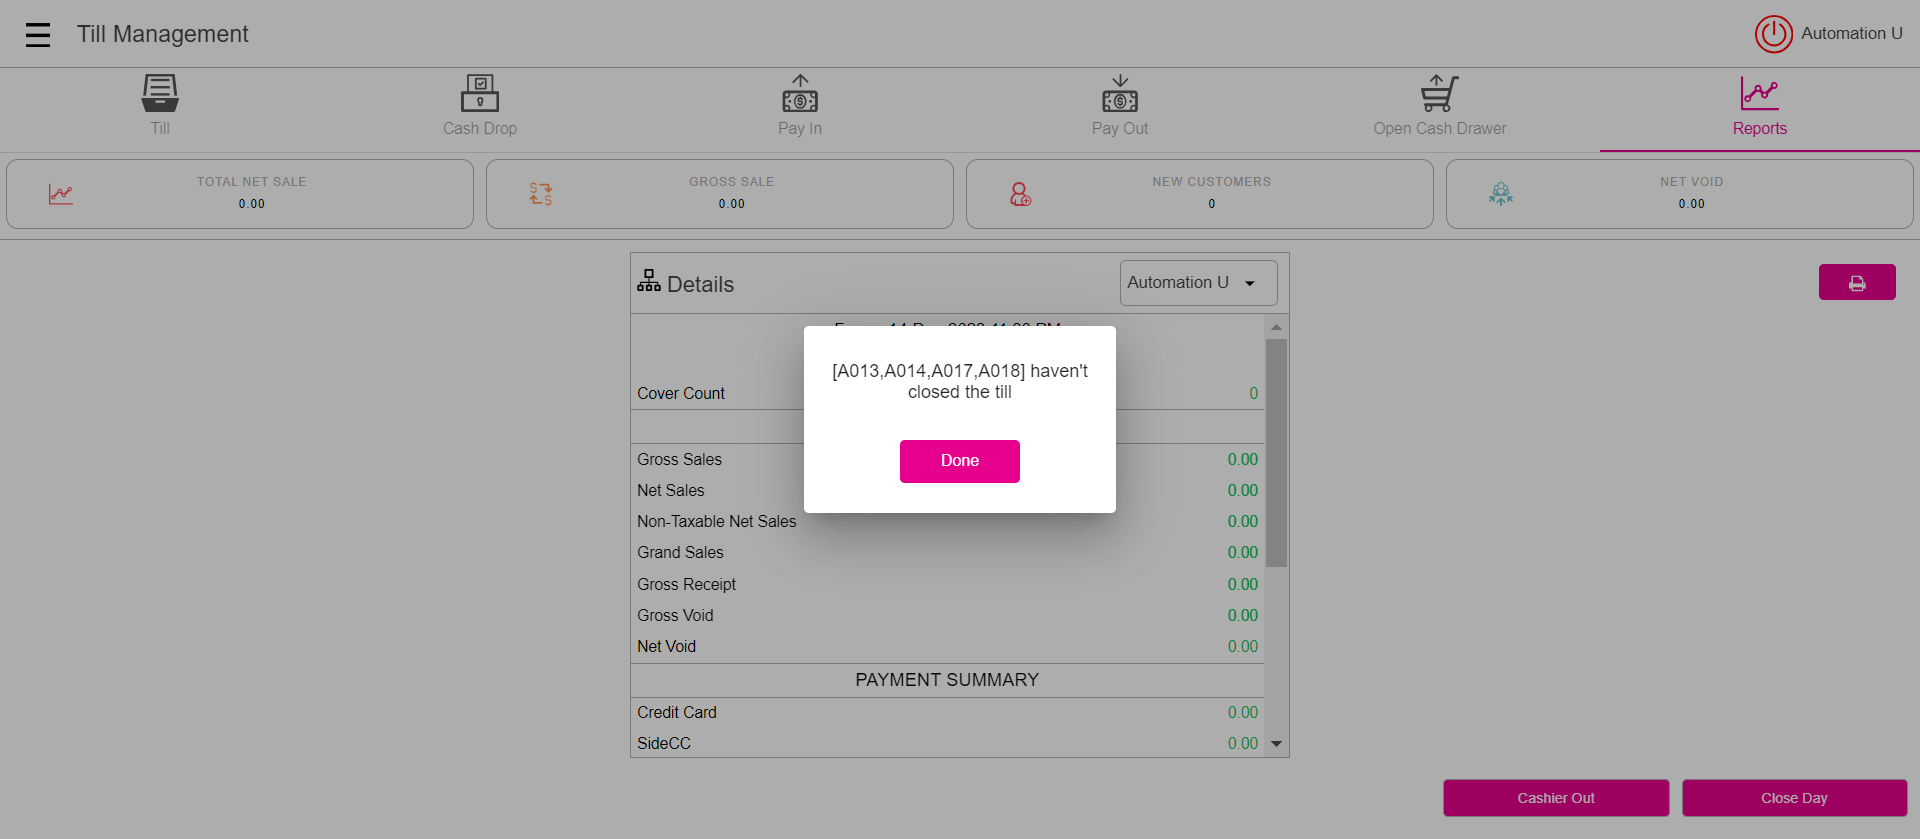 Till Management
Automation U
Till
Cash Drop
Pay In
Pay Out
Open Cash Drawer
Reports
TOTAL NET SALE
0.00
GROSS SALE
0.00
NEW CUSTOMERS
0
NET VOID
0.00
Details
Automation U
[A013,A014,A017,A018] haven't
closed the till
Done
Cover Count 0
Gross Sales 0.00
Net Sales 0.00
Non-Taxable Net Sales 0.00
Grand Sales 0.00
Gross Receipt 0.00
Gross Void 0.00
Net Void 0.00
PAYMENT SUMMARY
Credit Card 0.00
SideCC 0.00
Cashier Out
Close Day